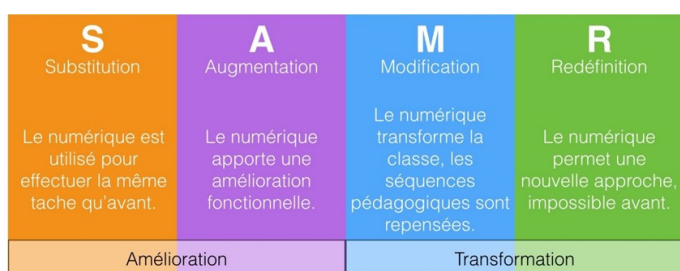 S
Substitution
Le numérique est
utilisé pour
effectuer la même
tache qu'avant.
A
Augmentation
Le numérique
apporte une
amélioration
fonctionnelle.
M
Modification
Le numérique
transforme la
classe, les
séquences
pédagogiques sont
repensées.
R
Redéfinition
Le numérique
permet une
nouvelle approche,
impossible avant.
Amélioration
Transformation